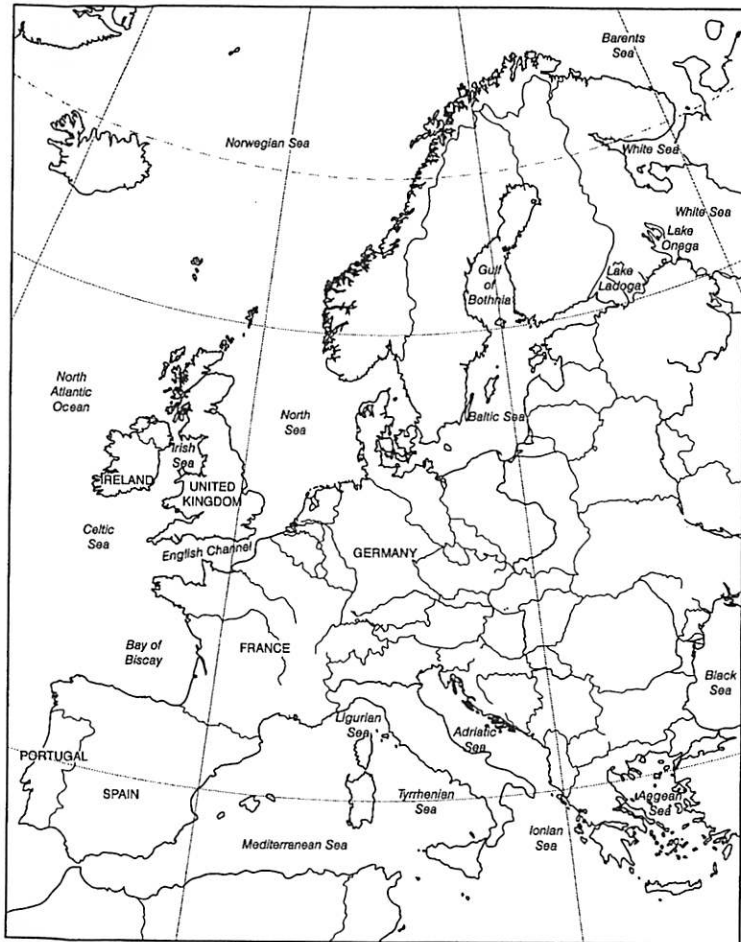 Barents
Sea
Norwegian Sea
White Sea
White Sea
Lake
Onega
Lake
Ladoga
Gulf
of
Bothnia
North
Atlantic
Ocean
North
Sea
Baltic Sea
Irish
Sea
IRELAND
UNITED
KINGDOM
Celtic
Sea
English Channel
GERMANY
Bay of
Biscay
FRANCE
Black
Sea
Ligurian
Sea
Adriatic
Sea
PORTUGAL
SPAIN
Tyrrhenian
Sea
Aegean
Sea
Ionian
Sea
Mediterranean Sea